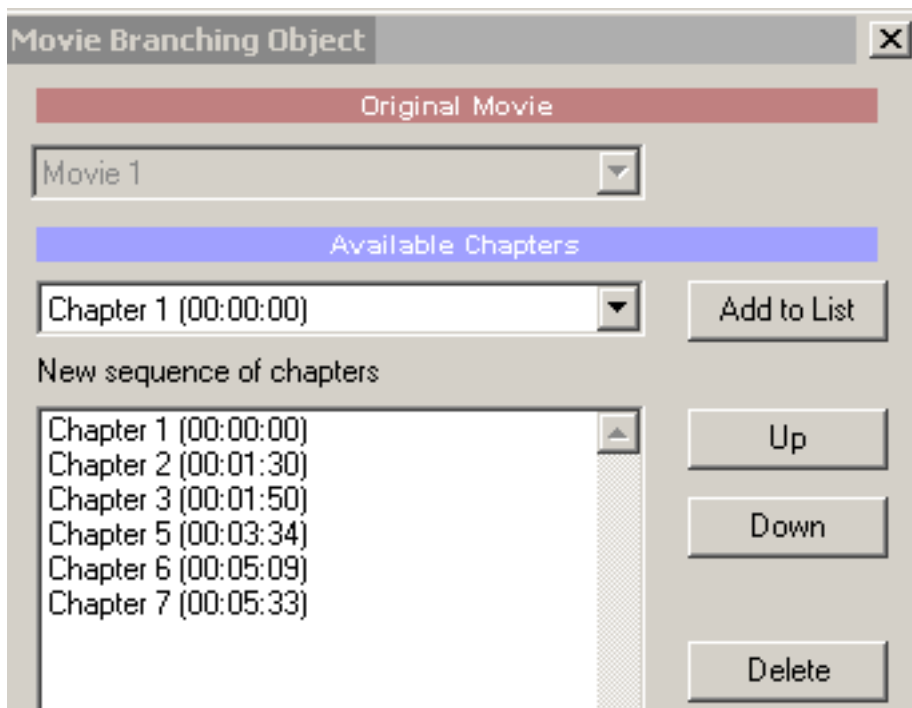 Movie Branching Object
Original Movie
Movie 1
Available Chapters
Chapter 1 (00:00:00)
Add to List
New sequence of chapters
Chapter 1 (00:00:00)
Chapter 2 (00:01:30)
Chapter 3 (00:01:50)
Chapter 5 (00:03:34)
Chapter 6 (00:05:09)
Chapter 7 (00:05:33)
Up
Down
Delete